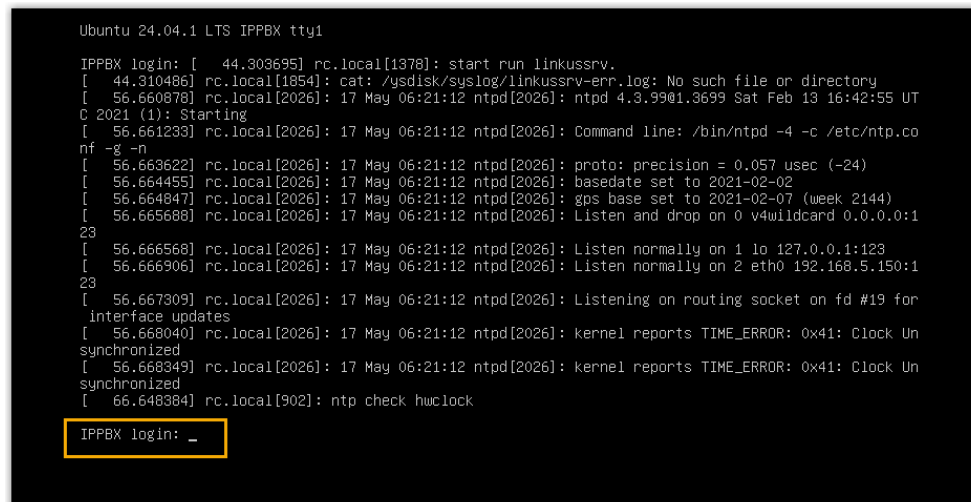 Ubuntu 24.04.1 LTS IPPBX tty1
IPPBX login: [   44.303695] rc.local[1378]: start run linkussrv.
[   44.310486] rc.local[1854]: cat: /ysdisk/syslog/linkussrv-err.log: No such file or directory
[   56.660878] rc.local[2026]: 17 May 06:21:12 ntpd[2026]: ntpd 4.3.99@1.3699 Sat Feb 13 16:42:55 UT
C 2021 (1): Starting
[   56.661233] rc.local[2026]: 17 May 06:21:12 ntpd[2026]: Command line: /bin/ntpd -4 -c /etc/ntp.co
nf -g -n
[   56.663622] rc.local[2026]: 17 May 06:21:12 ntpd[2026]: proto: precision = 0.057 usec (-24)
[   56.664455] rc.local[2026]: 17 May 06:21:12 ntpd[2026]: basedate set to 2021-02-02
[   56.664847] rc.local[2026]: 17 May 06:21:12 ntpd[2026]: gps base set to 2021-02-07 (week 2144)
[   56.665688] rc.local[2026]: 17 May 06:21:12 ntpd[2026]: Listen and drop on 0 v4wildcard 0.0.0.0:1
23
[   56.666568] rc.local[2026]: 17 May 06:21:12 ntpd[2026]: Listen normally on 1 lo 127.0.0.1:123
[   56.666906] rc.local[2026]: 17 May 06:21:12 ntpd[2026]: Listen normally on 2 eth0 192.168.5.150:1
23
[   56.667309] rc.local[2026]: 17 May 06:21:12 ntpd[2026]: Listening on routing socket on fd #19 for
 interface updates
[   56.668040] rc.local[2026]: 17 May 06:21:12 ntpd[2026]: kernel reports TIME_ERROR: 0x41: Clock Un
synchronized
[   56.668349] rc.local[2026]: 17 May 06:21:12 ntpd[2026]: kernel reports TIME_ERROR: 0x41: Clock Un
synchronized
[   66.648384] rc.local[902]: ntp check hwclock
IPPBX login: _